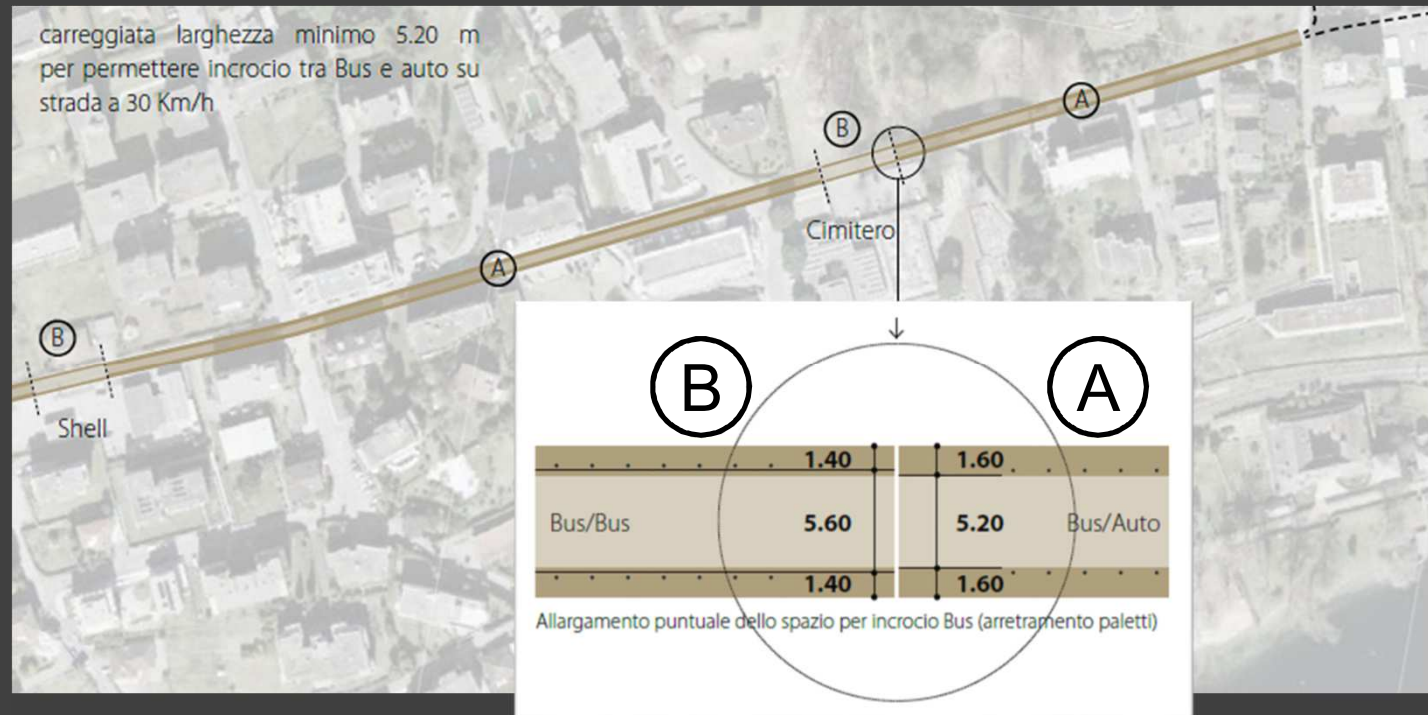 carreggiata larghezza minimo 5.20 m
per permettere incrocio tra Bus e auto su
strada a 30 Km/h
A
B
Cimitero
A
B
Shell
B
A
1.40
1.60
Bus/Bus
5.60
5.20
Bus/Auto
1.40
1.60
Allargamento puntuale dello spazio per incrocio Bus (arretramento paletti)